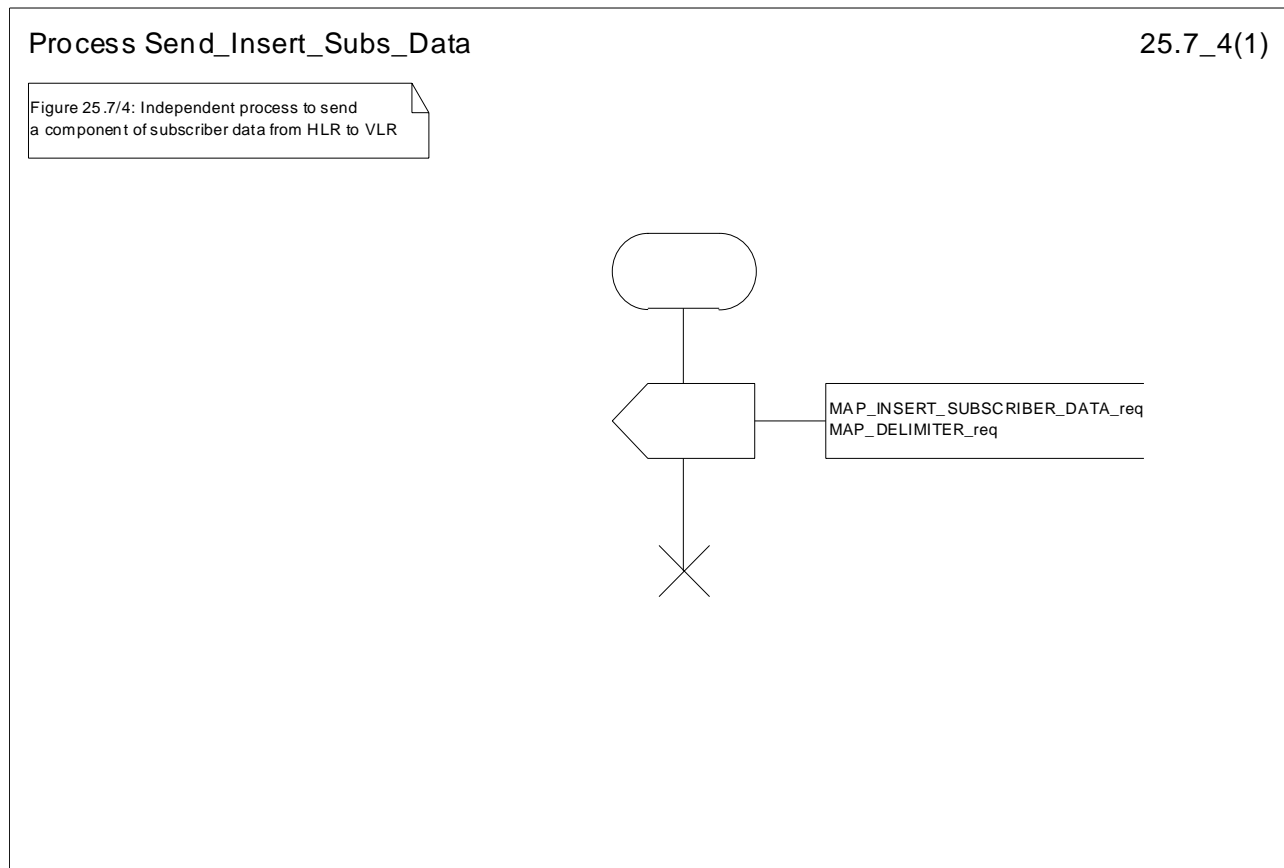 Process Send_Insert_Subs_Data
25.7_4(1)
Figure 25.7/4: Independent process to send
a component of subscriber data from HLR to VLR
MAP_INSERT_SUBSCRIBER_DATA_req
MAP_DELIMITER_req